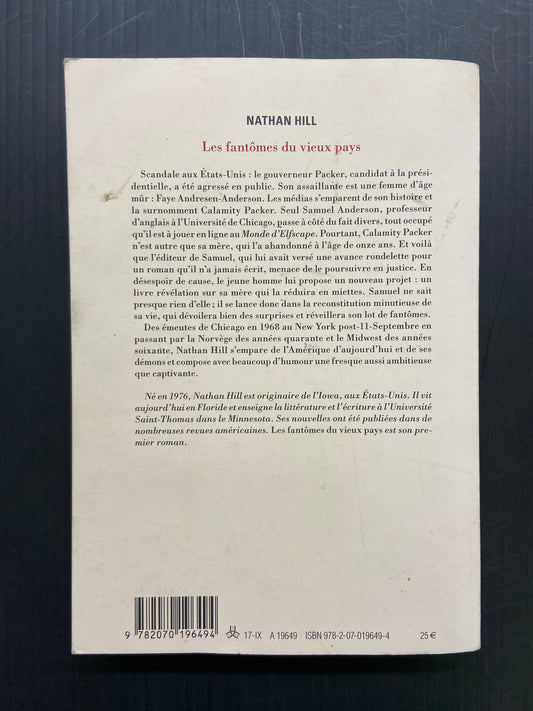 NATHAN HILL
Les fantômes du vieux pays
Scandale aux États-Unis : le gouverneur Packer, candidat à la prési-
dentielle, a été agressé en public. Son assaillante est une femme d'âge
mûr : Faye Andresen-Anderson. Les médias s'emparent de son histoire et
la surnomment Calamity Packer. Seul Samuel Anderson, professeur
d'anglais à l'Université de Chicago, passe à côté du fait divers, tout occupé
qu'il est à jouer en ligne au Monde d'Elfscape. Pourtant, Calamity Packer
n'est autre que sa mère, qui l'a abandonné à l'âge de onze ans. Et voilà
que l'éditeur de Samuel, qui lui avait versé une avance rondelette pour
un roman qu'il n'a jamais écrit, menace de le poursuivre en justice. En
désespoir de cause, le jeune homme lui propose un nouveau projet : un
livre révélation sur sa mère qui la réduira en miettes. Samuel ne sait
presque rien d'elle ; il se lance donc dans la reconstitution minutieuse de
sa vie, qui dévoilera bien des surprises et réveillera son lot de fantômes.
Des émeutes de Chicago en 1968 au New York post-11-Septembre en
passant par la Norvège des années quarante et le Midwest des années
soixante, Nathan Hill s'empare de l'Amérique d'aujourd'hui et de ses
démons et compose avec beaucoup d'humour une fresque aussi ambitieuse
que captivante.
Né en 1976, Nathan Hill est originaire de l'Iowa, aux États-Unis. Il vit
aujourd'hui en Floride et enseigne la littérature et l'écriture à l'Université
Saint-Thomas dans le Minnesota. Ses nouvelles ont été publiées dans de
nombreuses revues américaines. Les fantômes du vieux pays est son pre-
mier roman.
9 782070 196494 17-IX A 19649 ISBN 978-2-07-019649-4 25 €